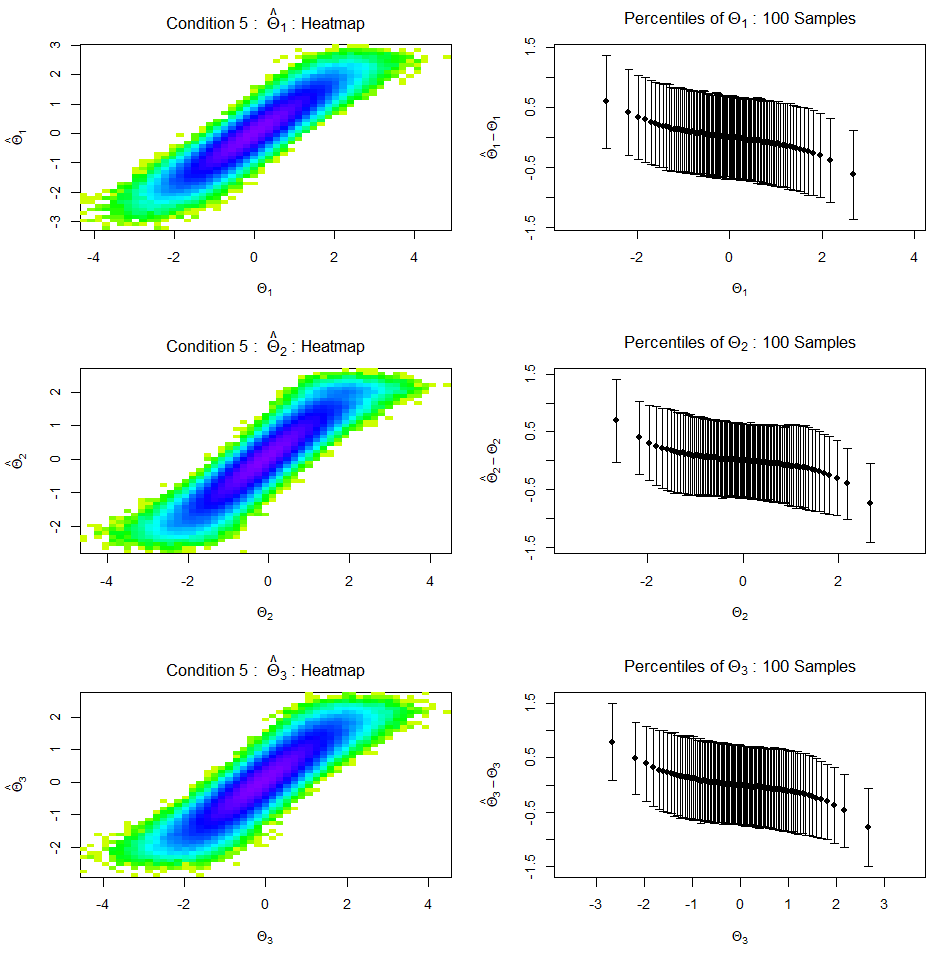 Condition 5 : Θ̂₁ : Heatmap
Θ̂₁
3
2
1
0
-1
-2
-3
-4 -2 0 2 4
Θ₁
Percentiles of Θ₁ : 100 Samples
Θ̂₁ − Θ₁
1.5
0.5
-0.5
-1.5
-2 0 2 4
Θ₁
Condition 5 : Θ̂₂ : Heatmap
Θ̂₂
2
1
0
-1
-2
-4 -2 0 2 4
Θ₂
Percentiles of Θ₂ : 100 Samples
Θ̂₂ − Θ₂
1.5
0.5
-0.5
-1.5
-2 0 2
Θ₂
Condition 5 : Θ̂₃ : Heatmap
Θ̂₃
2
1
0
-1
-2
-4 -2 0 2 4
Θ₃
Percentiles of Θ₃ : 100 Samples
Θ̂₃ − Θ₃
1.5
0.5
-0.5
-1.5
-3 -2 -1 0 1 2 3
Θ₃